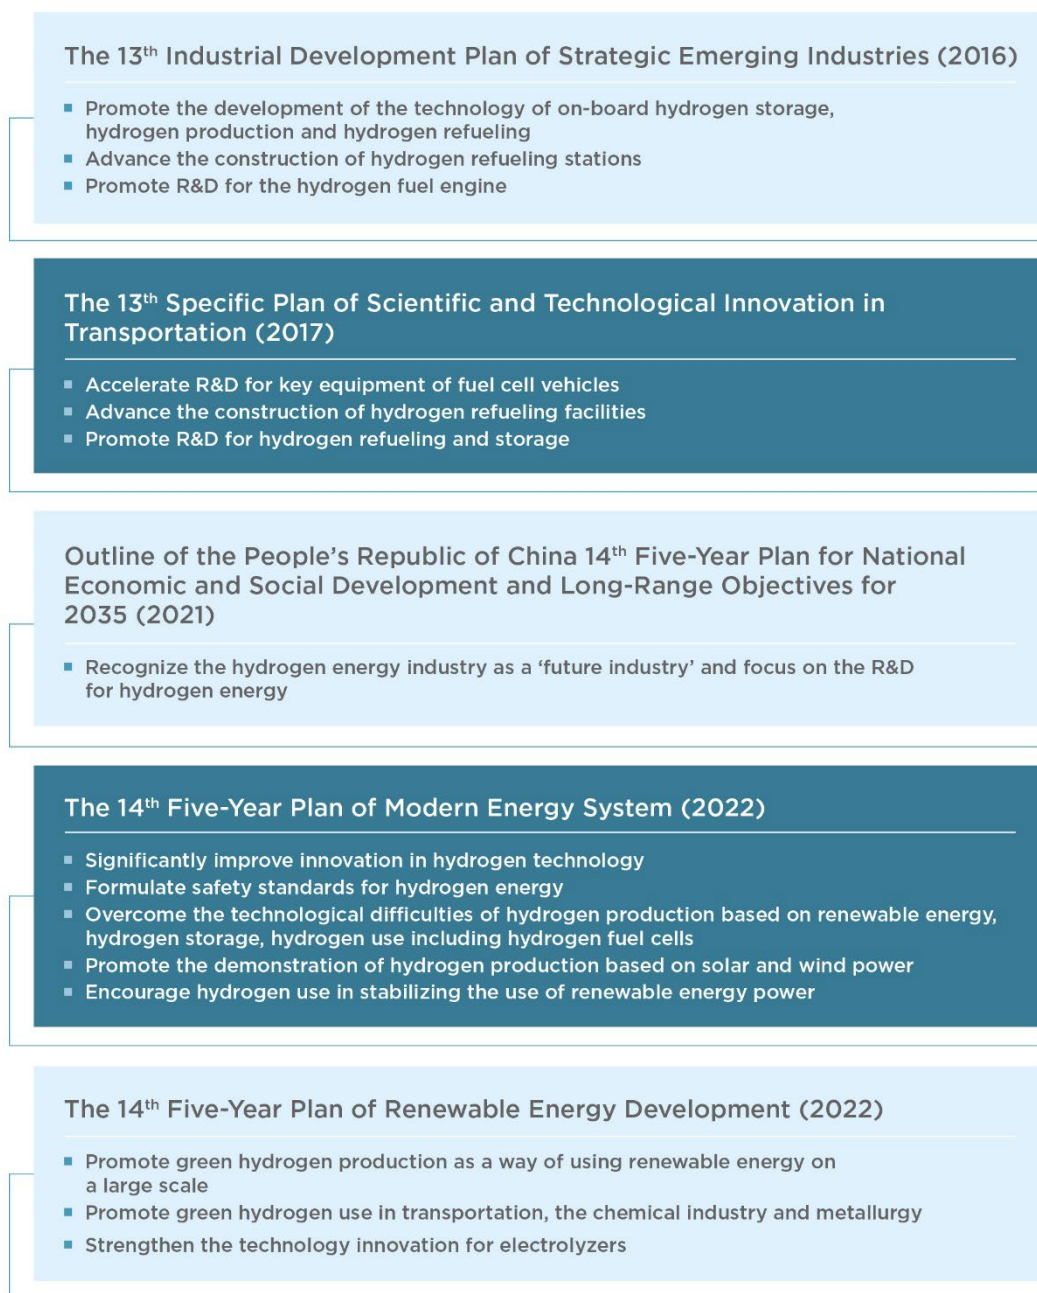 The 13th Industrial Development Plan of Strategic Emerging Industries (2016)
▪ Promote the development of the technology of on-board hydrogen storage,
hydrogen production and hydrogen refueling
▪ Advance the construction of hydrogen refueling stations
▪ Promote R&D for the hydrogen fuel engine
The 13th Specific Plan of Scientific and Technological Innovation in
Transportation (2017)
▪ Accelerate R&D for key equipment of fuel cell vehicles
▪ Advance the construction of hydrogen refueling facilities
▪ Promote R&D for hydrogen refueling and storage
Outline of the People’s Republic of China 14th Five-Year Plan for National
Economic and Social Development and Long-Range Objectives for
2035 (2021)
▪ Recognize the hydrogen energy industry as a ‘future industry’ and focus on the R&D
for hydrogen energy
The 14th Five-Year Plan of Modern Energy System (2022)
▪ Significantly improve innovation in hydrogen technology
▪ Formulate safety standards for hydrogen energy
▪ Overcome the technological difficulties of hydrogen production based on renewable energy,
hydrogen storage, hydrogen use including hydrogen fuel cells
▪ Promote the demonstration of hydrogen production based on solar and wind power
▪ Encourage hydrogen use in stabilizing the use of renewable energy power
The 14th Five-Year Plan of Renewable Energy Development (2022)
▪ Promote green hydrogen production as a way of using renewable energy on
a large scale
▪ Promote green hydrogen use in transportation, the chemical industry and metallurgy
▪ Strengthen the technology innovation for electrolyzers